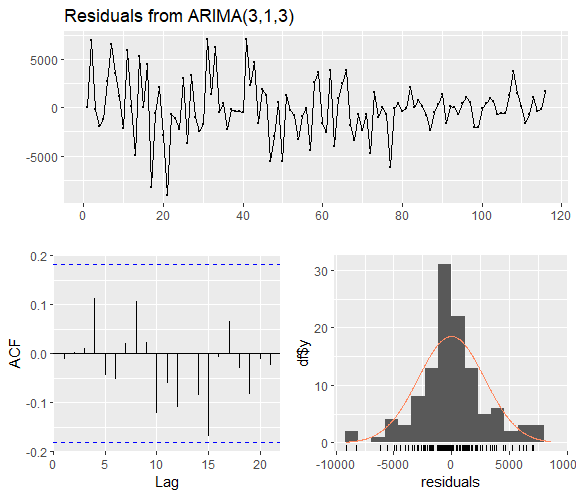 Residuals from ARIMA(3,1,3)
5000
0
-5000
0 20 40 60 80 100 120
0.2
0.1
0.0
-0.1
-0.2
ACF
0 5 10 15 20
Lag
30
20
10
0
df$y
-10000 -5000 0 5000 10000
residuals